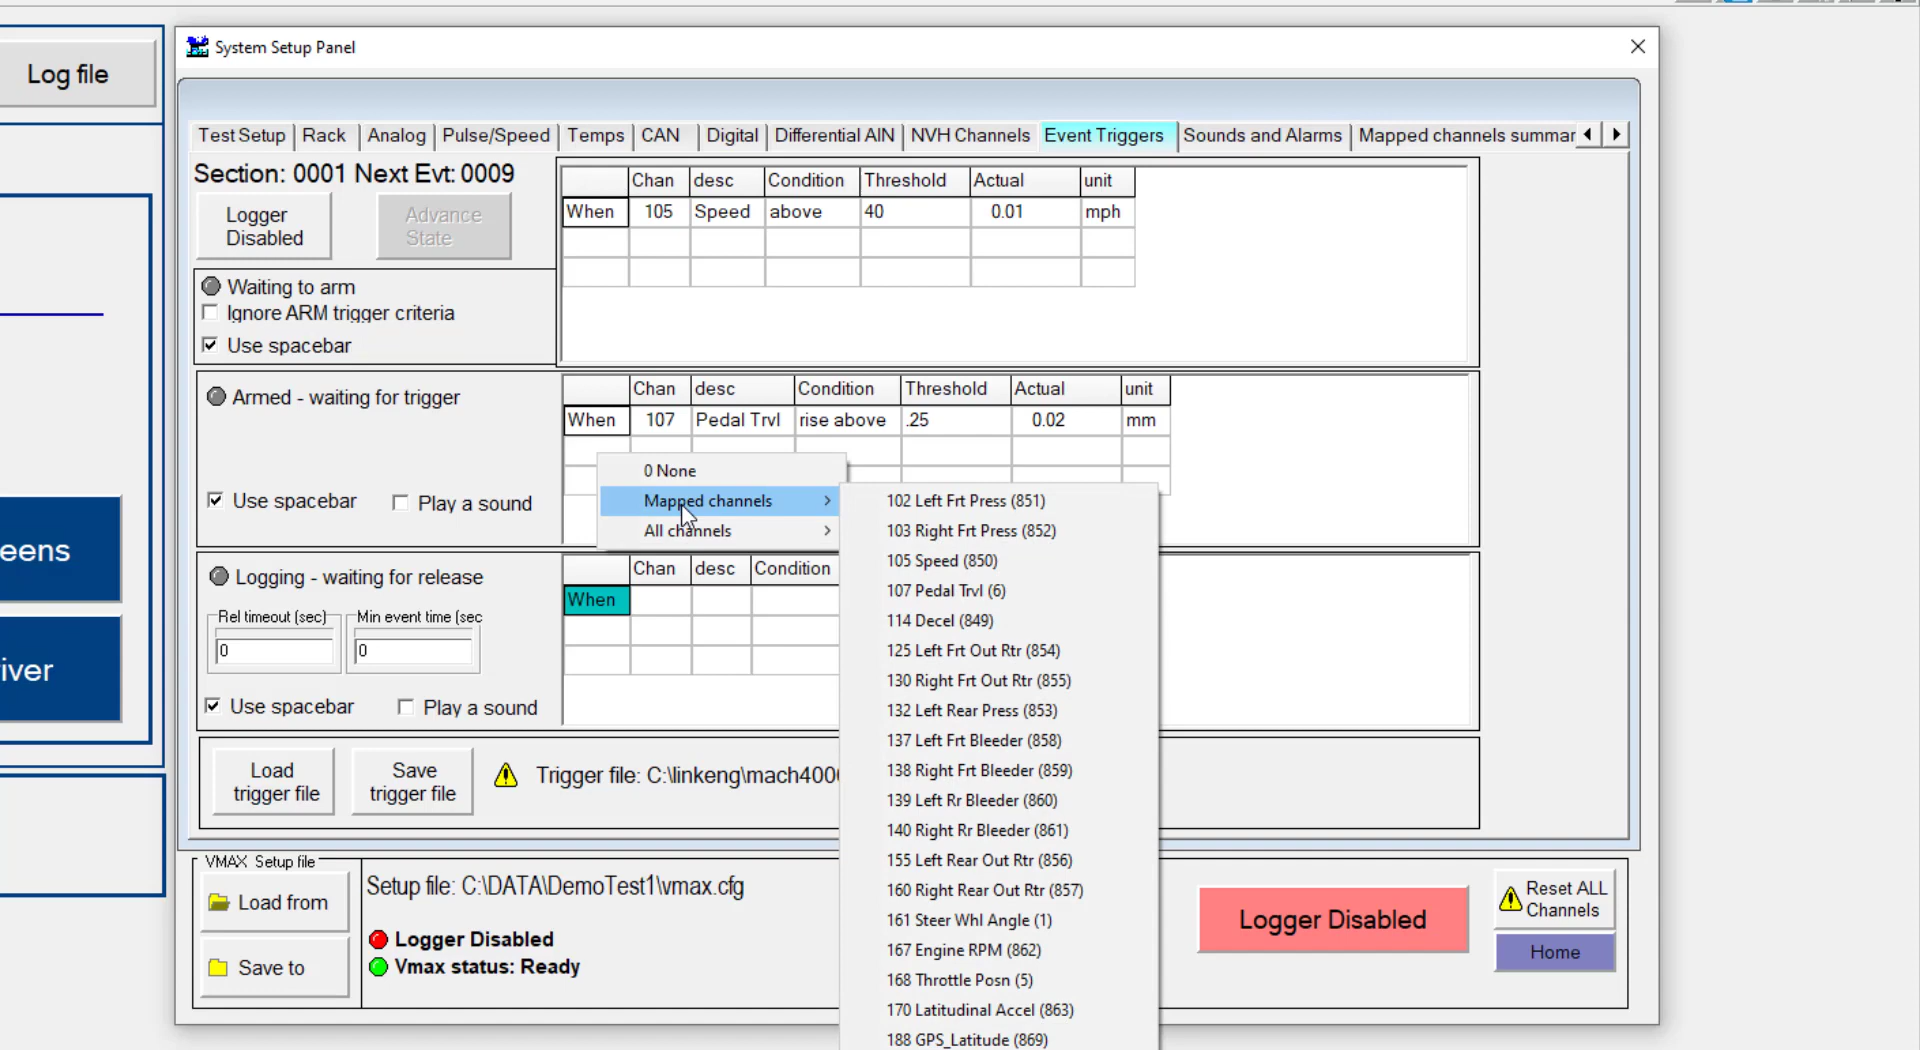 Log file
eens
iver
System Setup Panel
Test Setup Rack Analog Pulse/Speed Temps CAN Digital Differential AIN NVH Channels Event Triggers Sounds and Alarms Mapped channels summar
Section: 0001 Next Evt: 0009
Logger
Disabled
Advance
State
Waiting to arm
Ignore ARM trigger criteria
Use spacebar
Chan desc Condition Threshold Actual unit
When 105 Speed above 40 0.01 mph
Armed - waiting for trigger
Use spacebar Play a sound
Chan desc Condition Threshold Actual unit
When 107 Pedal Trvl rise above .25 0.02 mm
0 None
Mapped channels
All channels
Logging - waiting for release
Rel timeout (sec) Min event time (sec
0 0
Use spacebar Play a sound
Chan desc Condition
When
102 Left Frt Press (851)
103 Right Frt Press (852)
105 Speed (850)
107 Pedal Trvl (6)
114 Decel (849)
125 Left Frt Out Rtr (854)
130 Right Frt Out Rtr (855)
132 Left Rear Press (853)
137 Left Frt Bleeder (858)
138 Right Frt Bleeder (859)
139 Left Rr Bleeder (860)
140 Right Rr Bleeder (861)
155 Left Rear Out Rtr (856)
160 Right Rear Out Rtr (857)
161 Steer Whl Angle (1)
167 Engine RPM (862)
168 Throttle Posn (5)
170 Latitudinal Accel (863)
188 GPS_Latitude (869)
Load
trigger file
Save
trigger file
Trigger file: C:\linkeng\mach400
VMAX Setup file
Load from
Save to
Setup file: C:\DATA\DemoTest1\vmax.cfg
Logger Disabled
Vmax status: Ready
Logger Disabled
Reset ALL
Channels
Home